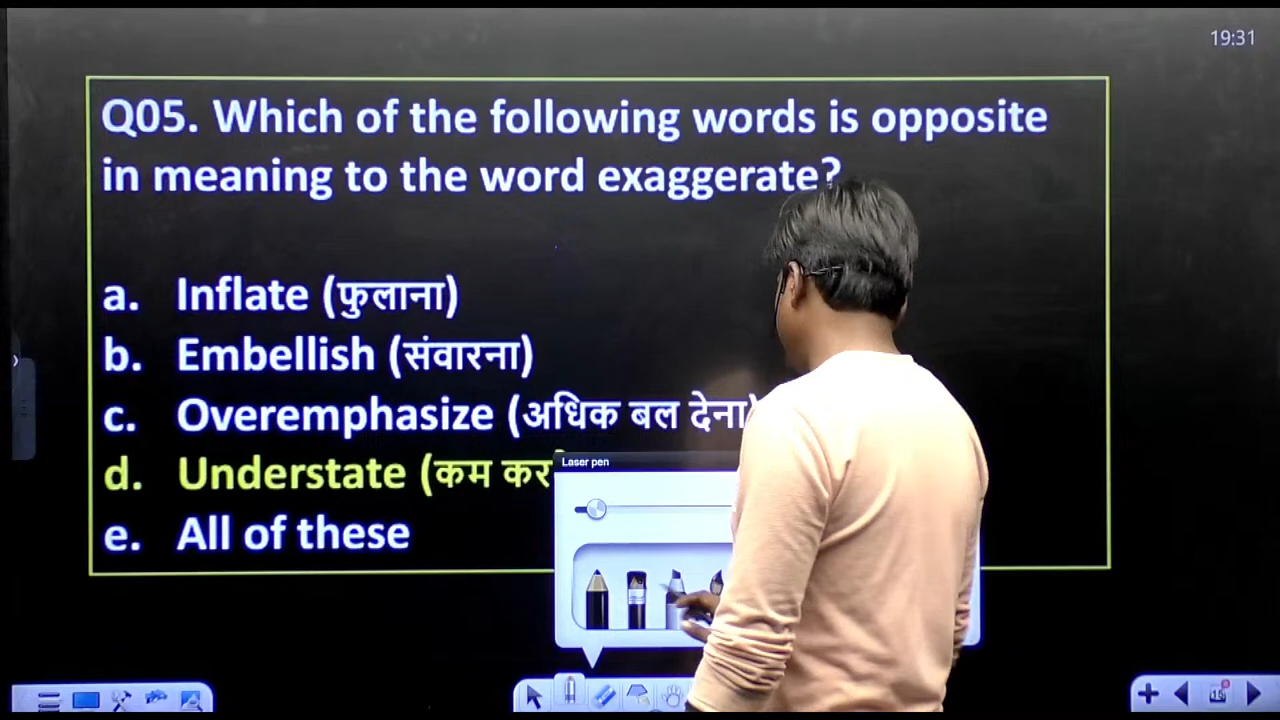 19:31
Q05. Which of the following words is opposite
in meaning to the word exaggerate?
a. Inflate (फुलाना)
b. Embellish (संवारना)
c. Overemphasize (अधिक बल देना)
d. Understate (कम
e. All of these
Laser pen
15